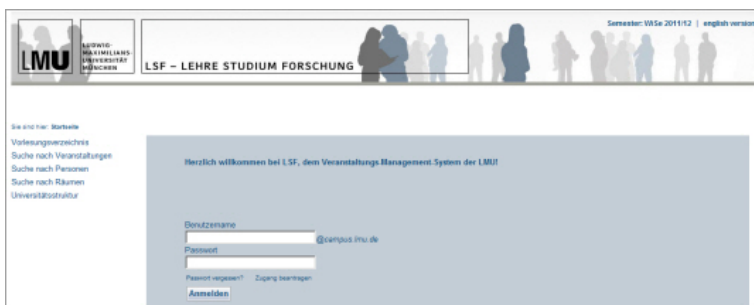 Semester: WiSe 2011/12 | english version
LMU
LUDWIG-
MAXIMILIANS-
UNIVERSITÄT
MÜNCHEN
LSF – LEHRE STUDIUM FORSCHUNG
Sie sind hier: Startseite
Vorlesungsverzeichnis
Suche nach Veranstaltungen
Suche nach Personen
Suche nach Räumen
Universitätsstruktur
Herzlich willkommen bei LSF, dem Veranstaltungs-Management-System der LMU!
Benutzername
@campus.lmu.de
Passwort
Passwort vergessen? Zugang beantragen
Anmelden